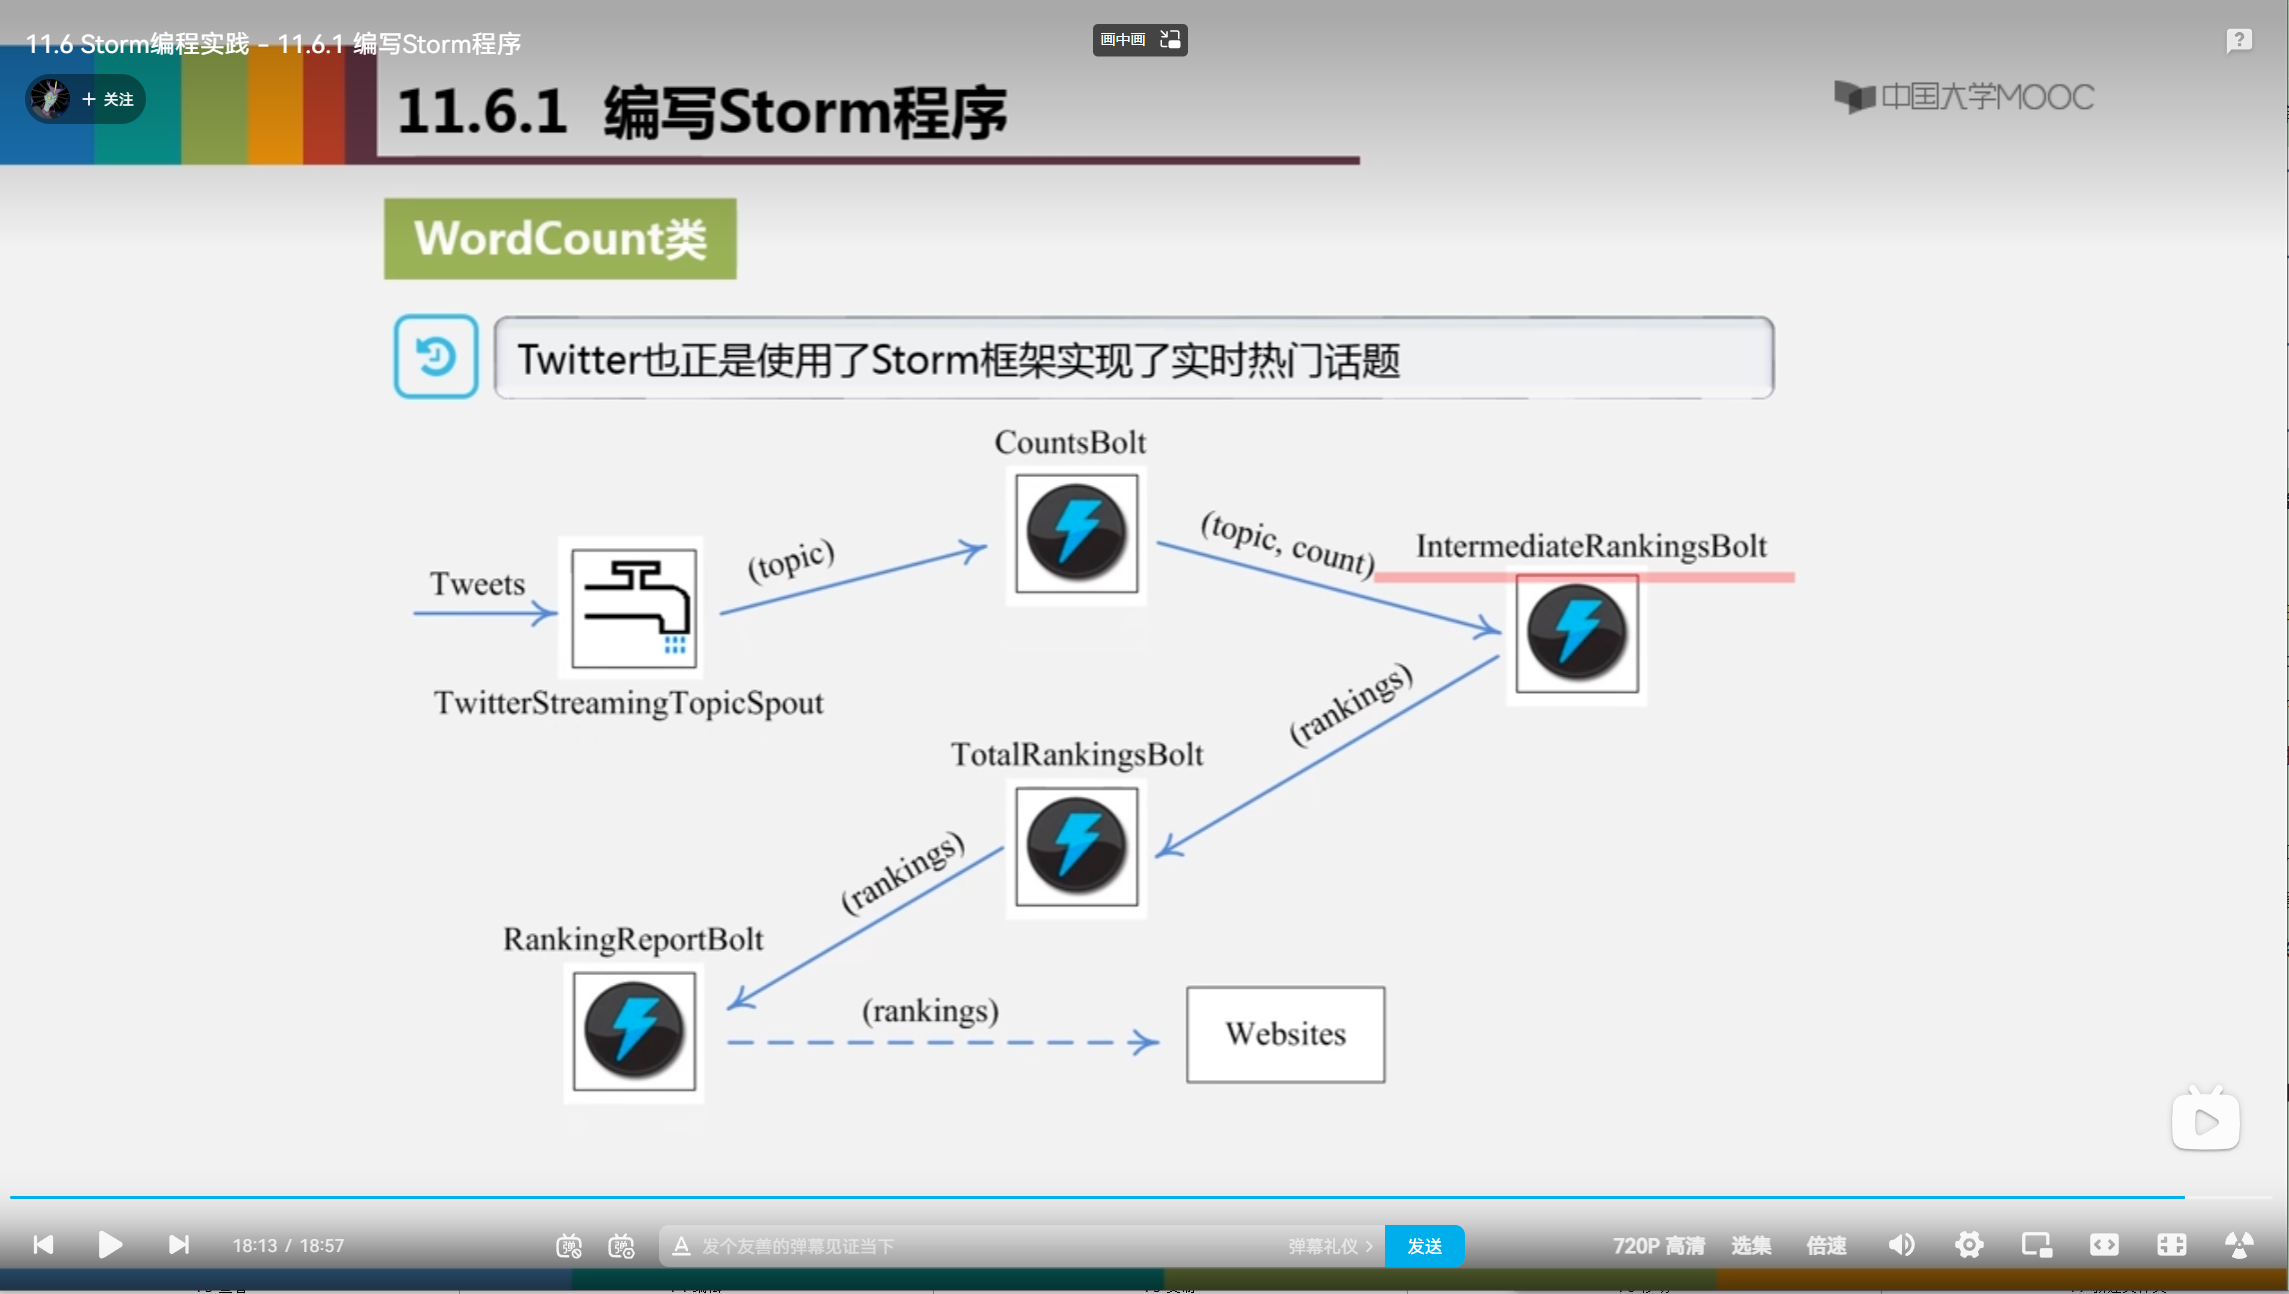 11.6 Storm编程实践 - 11.6.1 编写Storm程序
画中画
+ 关注
11.6.1 编写Storm程序
中国大学MOOC
WordCount类
Twitter也正是使用了Storm框架实现了实时热门话题
CountsBolt
(topic, count)
IntermediateRankingsBolt
(topic)
Tweets
TwitterStreamingTopicSpout
(rankings)
TotalRankingsBolt
(rankings)
RankingReportBolt
(rankings)
Websites
18:13 / 18:57
弹
弹
A 发个友善的弹幕见证当下
弹幕礼仪 >
发送
720P 高清
选集
倍速